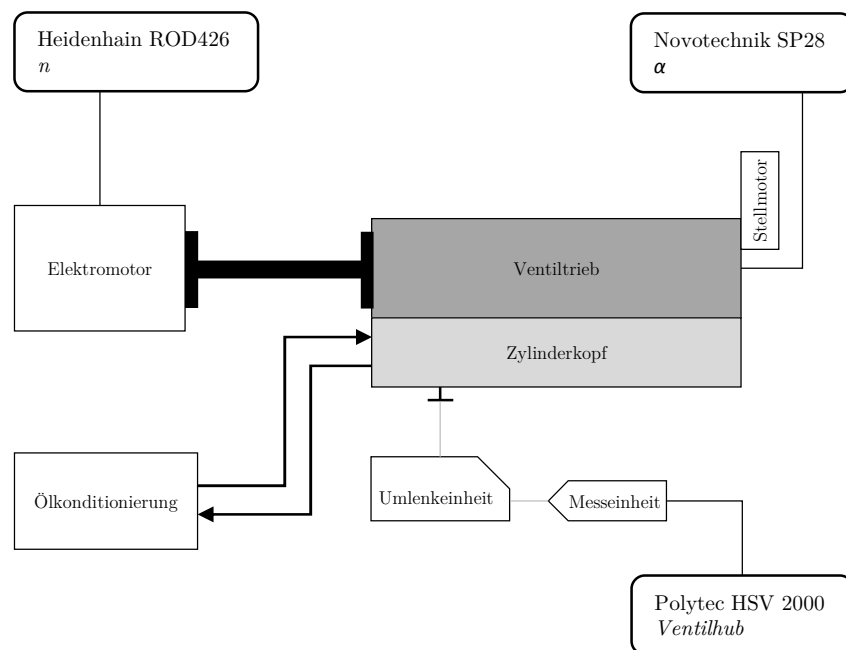 Heidenhain ROD426
n
Novotechnik SP28
α
Stellmotor
Elektromotor
Ventiltrieb
Zylinderkopf
Ölkonditionierung
Umlenkeinheit
Messeinheit
Polytec HSV 2000
Ventilhub